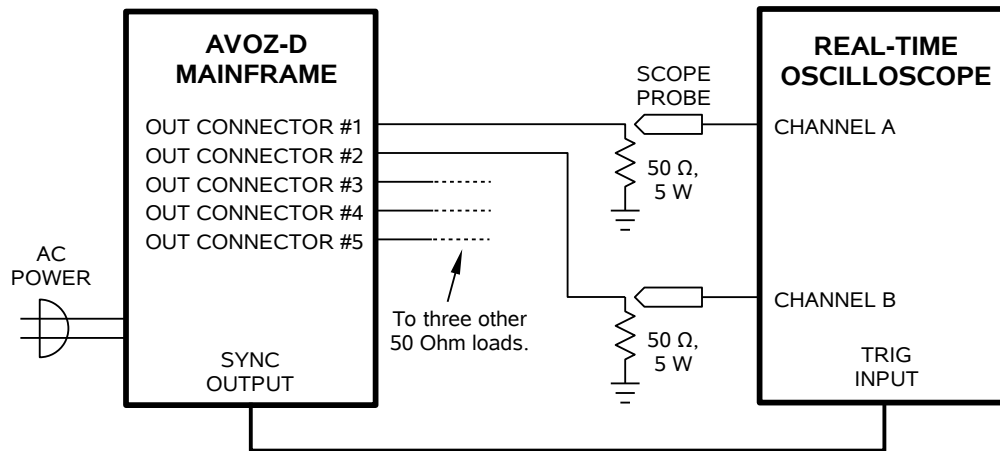 AVOZ-D
MAINFRAME
OUT CONNECTOR #1
OUT CONNECTOR #2
OUT CONNECTOR #3
OUT CONNECTOR #4
OUT CONNECTOR #5
SYNC
OUTPUT
AC
POWER
To three other
50 Ohm loads.
SCOPE
PROBE
50 Ω,
5 W
50 Ω,
5 W
REAL-TIME
OSCILLOSCOPE
CHANNEL A
CHANNEL B
TRIG
INPUT